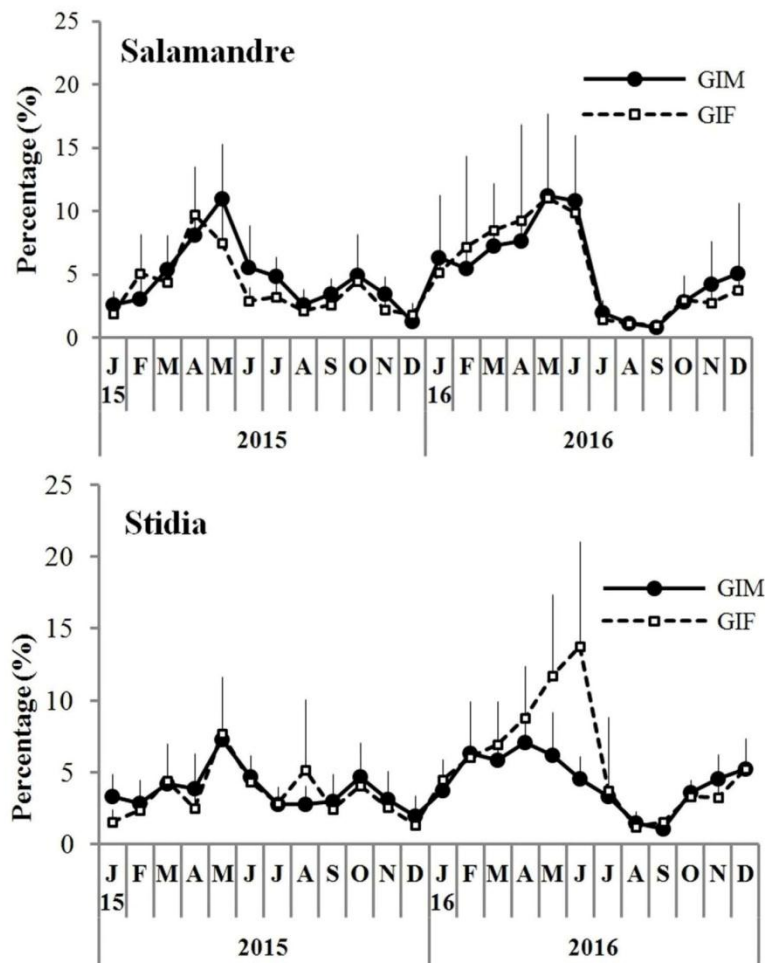 25
Salamandre
GIM
20
GIF
15
Percentage (%)
10
5
0
J F M A M J J A S O N D J F M A M J J A S O N D
15 16
2015 2016
25
Stidia
20
GIM
GIF
15
Percentage (%)
10
5
0
J F M A M J J A S O N D J F M A M J J A S O N D
15 16
2015 2016